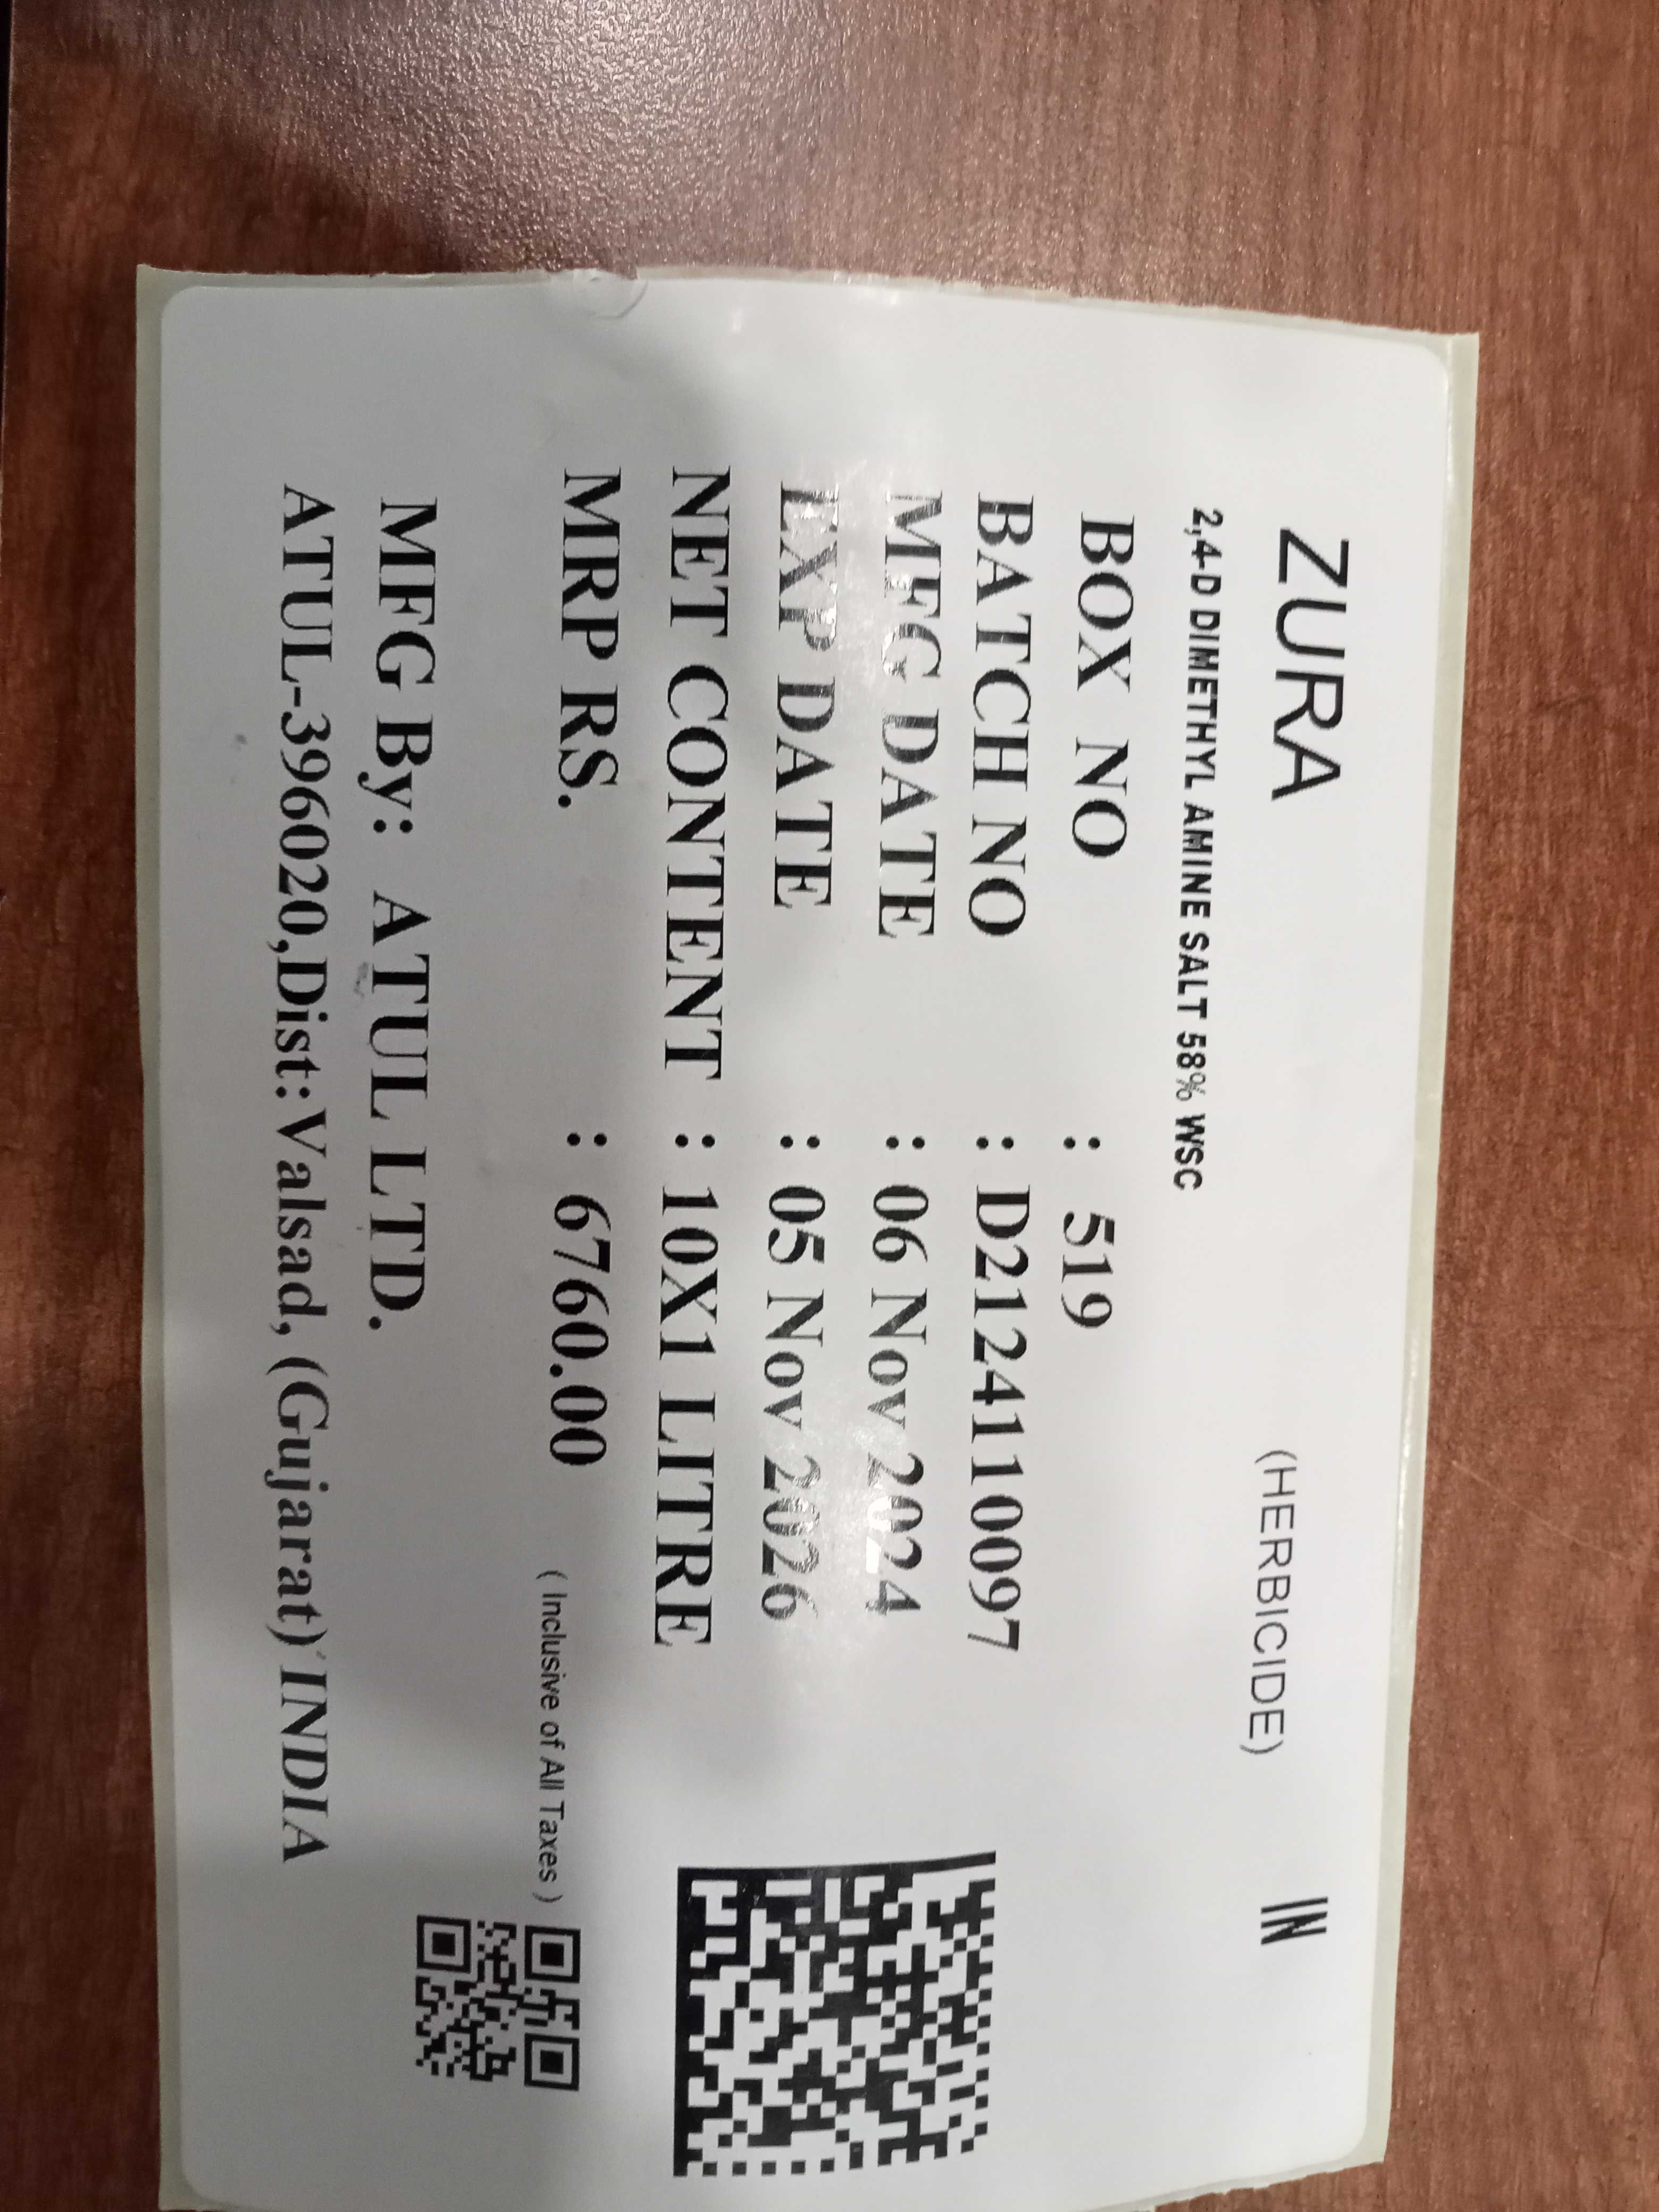 ZURA (HERBICIDE) IN
2,4-D DIMETHYL AMINE SALT 58% WSC
BOX NO : 519
BATCH NO : D2124110097
MFG DATE : 06 Nov 2024
EXP DATE : 05 Nov 2026
NET CONTENT : 10X1 LITRE
MRP RS. : 6760.00 ( Inclusive of All Taxes )
MFG By: ATUL LTD.
ATUL-396020,Dist:Valsad, (Gujarat) INDIA